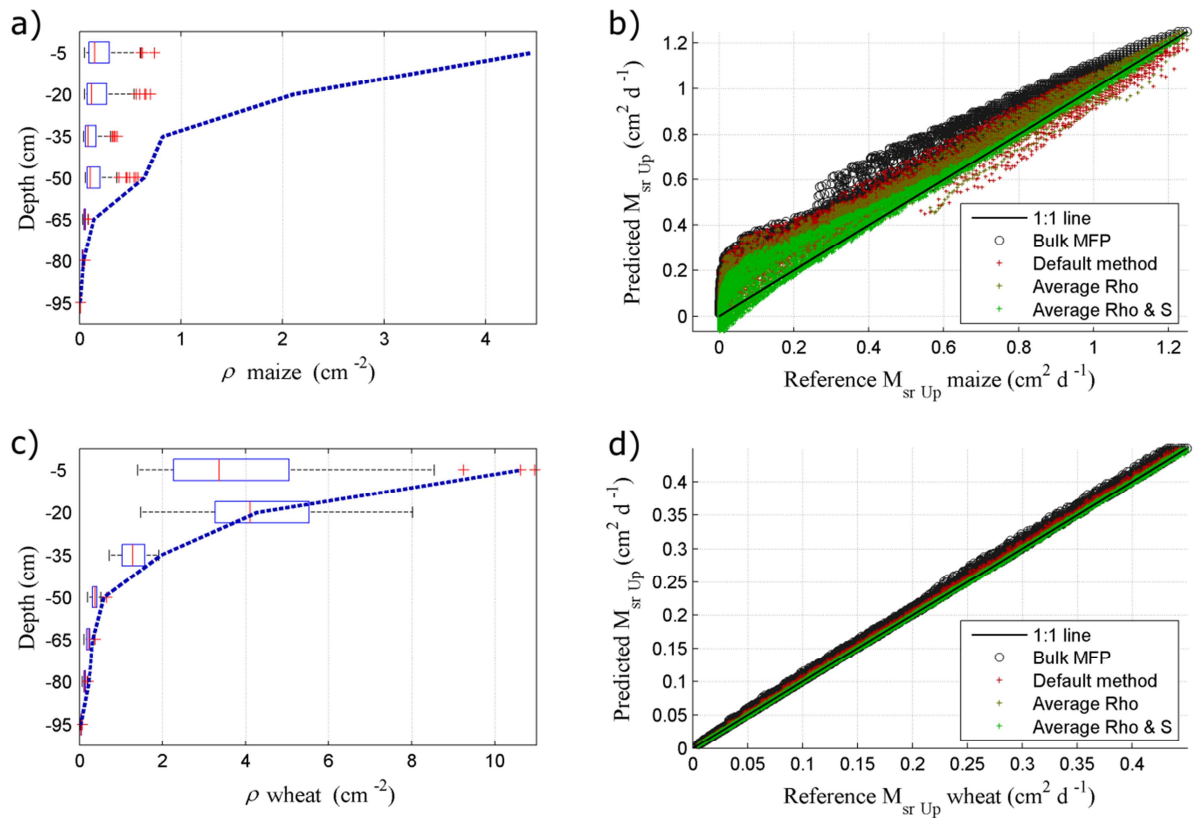 a)
-5
-20
-35
-50
-65
-80
-95
Depth (cm)
0 1 2 3 4
ρ maize (cm⁻²)
b)
1.2
1
0.8
0.6
0.4
0.2
0
Predicted M_sr Up (cm² d⁻¹)
1:1 line
Bulk MFP
Default method
Average Rho
Average Rho & S
0 0.2 0.4 0.6 0.8 1 1.2
Reference M_sr Up maize (cm² d⁻¹)
c)
-5
-20
-35
-50
-65
-80
-95
Depth (cm)
0 2 4 6 8 10
ρ wheat (cm⁻²)
d)
0.4
0.35
0.3
0.25
0.2
0.15
0.1
0.05
0
Predicted M_sr Up (cm² d⁻¹)
1:1 line
Bulk MFP
Default method
Average Rho
Average Rho & S
0 0.05 0.1 0.15 0.2 0.25 0.3 0.35 0.4
Reference M_sr Up wheat (cm² d⁻¹)